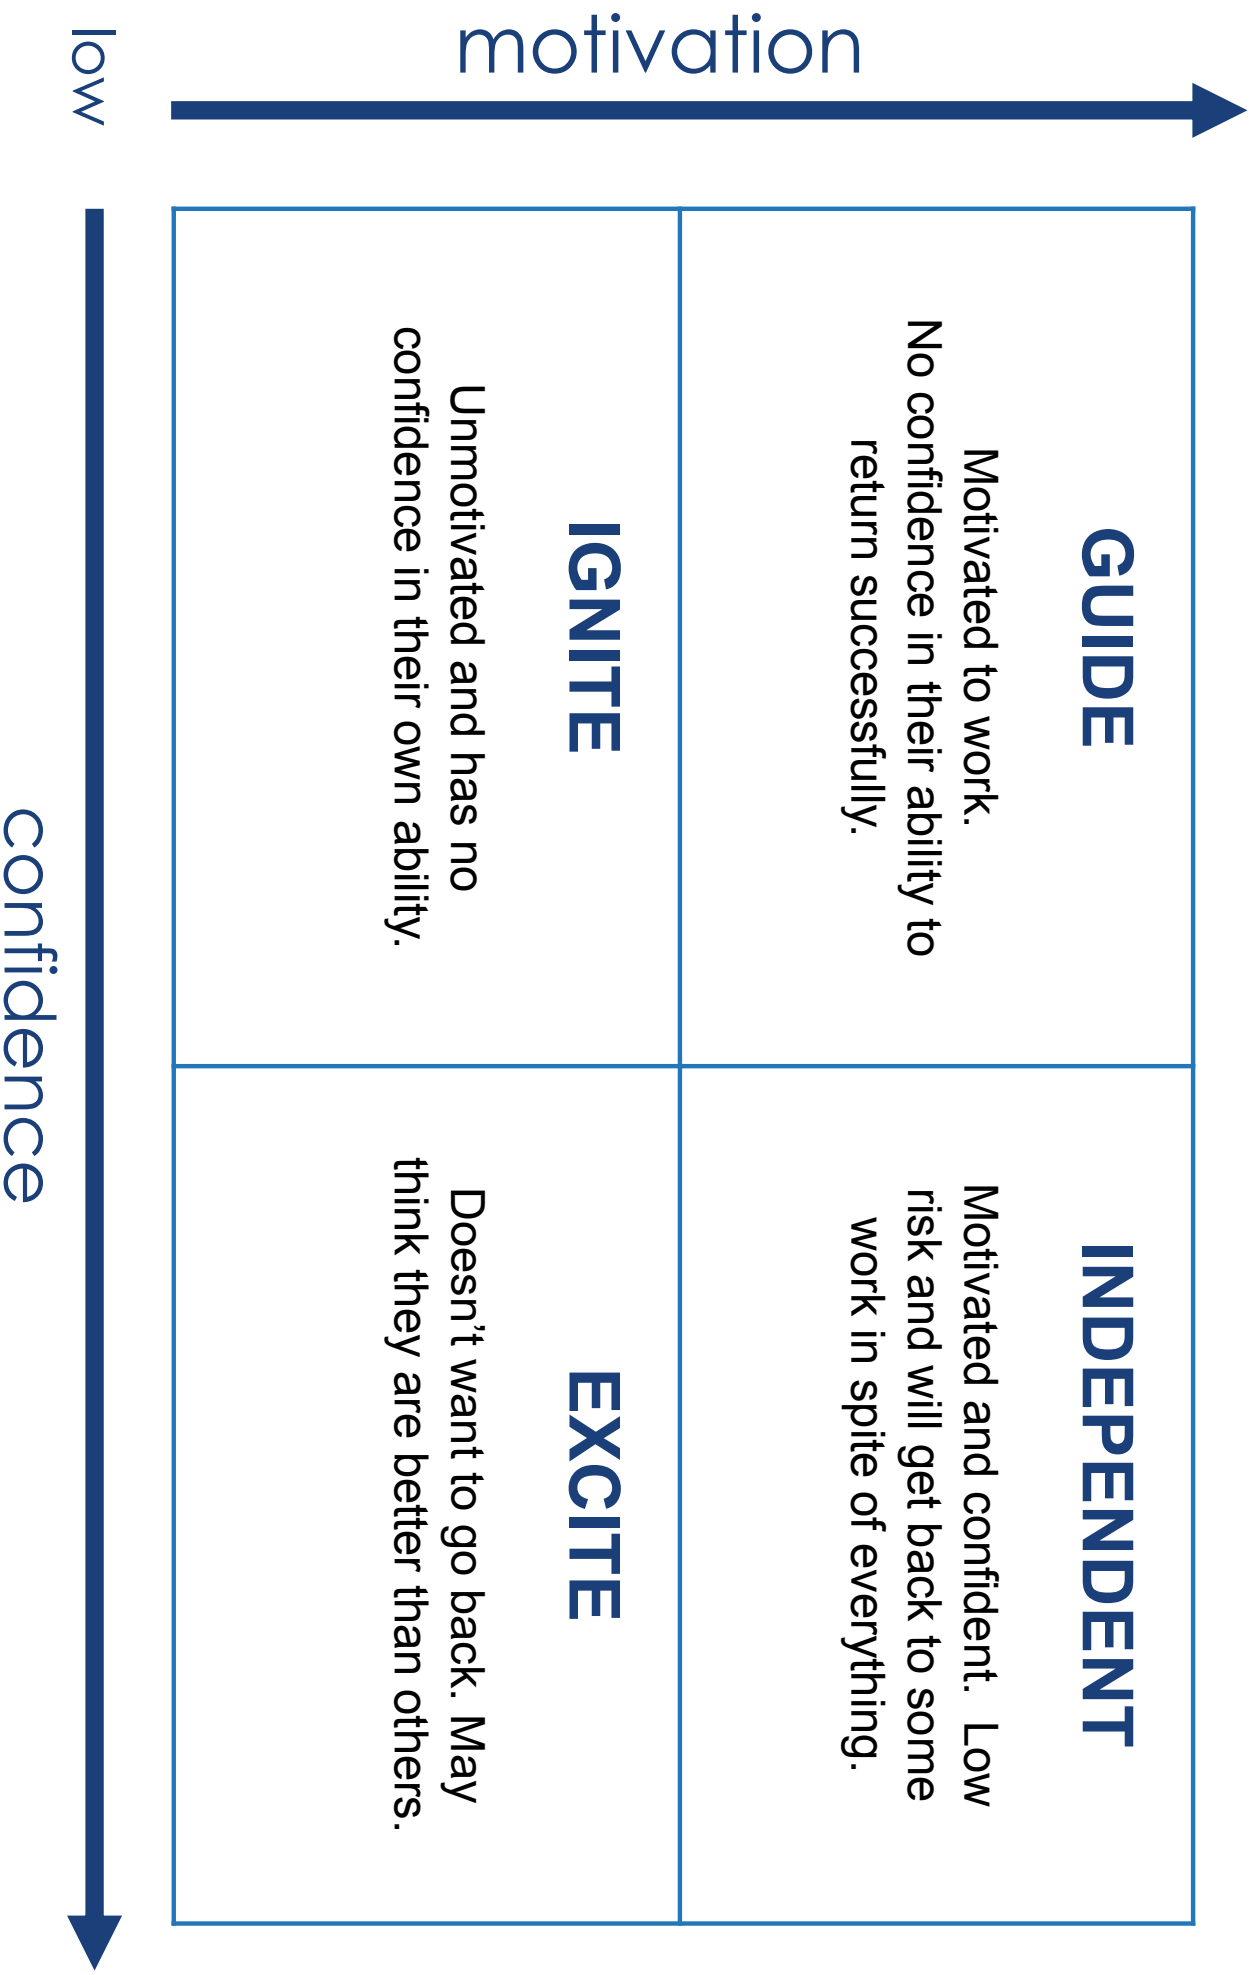 motivation
GUIDE
Motivated to work.
No confidence in their ability to
return successfully.
INDEPENDENT
Motivated and confident.  Low
risk and will get back to some
work in spite of everything.
IGNITE
Unmotivated and has no
confidence in their own ability.
EXCITE
Doesn’t want to go back. May
think they are better than others.
low
confidence